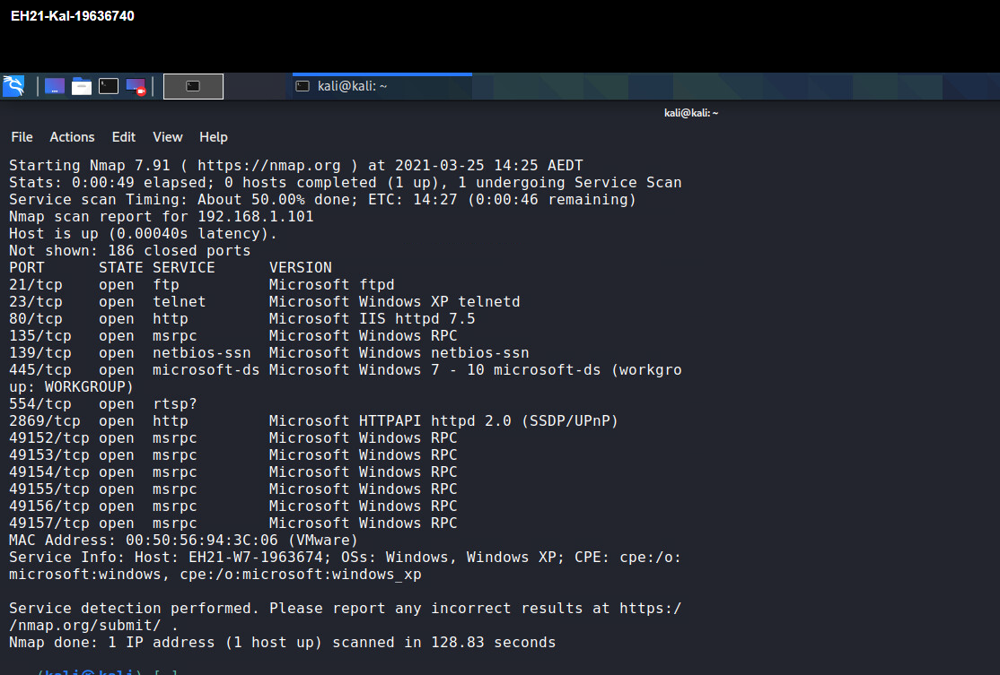 EH21-Kal-19636740
kali@kali: ~
kali@kali: ~
File Actions Edit View Help
Starting Nmap 7.91 ( https://nmap.org ) at 2021-03-25 14:25 AEDT
Stats: 0:00:49 elapsed; 0 hosts completed (1 up), 1 undergoing Service Scan
Service scan Timing: About 50.00% done; ETC: 14:27 (0:00:46 remaining)
Nmap scan report for 192.168.1.101
Host is up (0.00040s latency).
Not shown: 186 closed ports
PORT      STATE SERVICE      VERSION
21/tcp    open  ftp          Microsoft ftpd
23/tcp    open  telnet       Microsoft Windows XP telnetd
80/tcp    open  http         Microsoft IIS httpd 7.5
135/tcp   open  msrpc        Microsoft Windows RPC
139/tcp   open  netbios-ssn  Microsoft Windows netbios-ssn
445/tcp   open  microsoft-ds Microsoft Windows 7 - 10 microsoft-ds (workgro
up: WORKGROUP)
554/tcp   open  rtsp?
2869/tcp  open  http         Microsoft HTTPAPI httpd 2.0 (SSDP/UPnP)
49152/tcp open  msrpc        Microsoft Windows RPC
49153/tcp open  msrpc        Microsoft Windows RPC
49154/tcp open  msrpc        Microsoft Windows RPC
49155/tcp open  msrpc        Microsoft Windows RPC
49156/tcp open  msrpc        Microsoft Windows RPC
49157/tcp open  msrpc        Microsoft Windows RPC
MAC Address: 00:50:56:94:3C:06 (VMware)
Service Info: Host: EH21-W7-1963674; OSs: Windows, Windows XP; CPE: cpe:/o:
microsoft:windows, cpe:/o:microsoft:windows_xp
Service detection performed. Please report any incorrect results at https:/
/nmap.org/submit/ .
Nmap done: 1 IP address (1 host up) scanned in 128.83 seconds